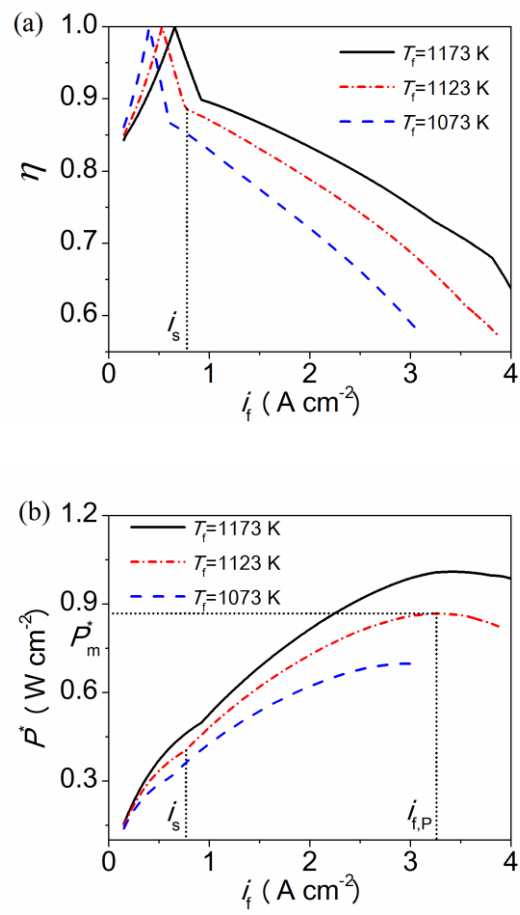 (a)
1.0
0.9
0.8
0.7
0.6
η
T_f=1173 K
T_f=1123 K
T_f=1073 K
i_s
0 1 2 3 4
i_f ( A cm⁻²)
(b)
1.2
0.9
P*_m
0.6
0.3
P* ( W cm⁻²)
T_f=1173 K
T_f=1123 K
T_f=1073 K
i_s
i_f,P
0 1 2 3 4
i_f ( A cm⁻²)